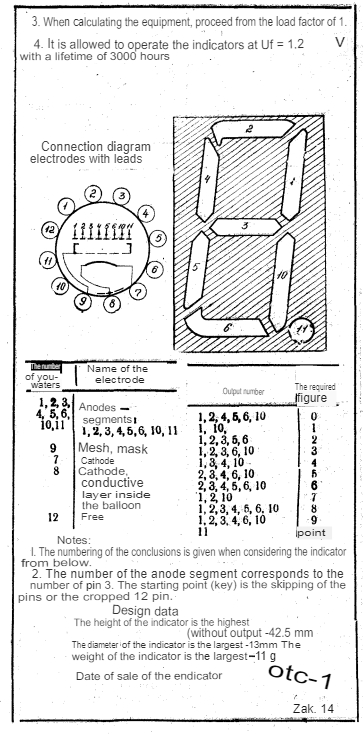 3. When calculating the equipment, proceed from the load factor of 1.
4. It is allowed to operate the indicators at Uf = 1,2 V
with a lifetime of 3000 hours
Connection diagram
electrodes with leads
1 2 3 4 5 6 7 8 9 10 11 12
1 2 3 4 5 6 10 11
2
4 1
3
5 10
6 11
The number of you-waters Name of the electrode
1, 2, 3, 4, 5, 6, 10,11 Anodes – segments 1, 2, 3, 4, 5, 6, 10, 11
9 Mesh, mask
7 Cathode
8 Cathode, conductive layer inside the balloon
12 Free
Output number The required figure
1, 2, 4, 5, 6, 10 0
1, 10, 1
1, 2, 3, 5, 6 2
1, 2, 3, 6, 10 3
1, 3, 4, 10 4
2, 3, 4, 6, 10 5
2, 3, 4, 5, 6, 10 6
1, 2, 10 7
1, 2, 3, 4, 5, 6, 10 8
1, 2, 3, 4, 6, 10 9
11 point
Notes:
I. The numbering of the conclusions is given when considering the indicator
from below.
2. The number of the anode segment corresponds to the
number of pin 3. The starting point (key) is the skipping of the
pins or the cropped 12 pin.
Design data
The height of the indicator is the highest
(without output -42.5 mm
The diameter of the indicator is the largest -13mm The
weight of the indicator is the largest–11 g
Date of sale of the endicator
отс-1
Zak. 14